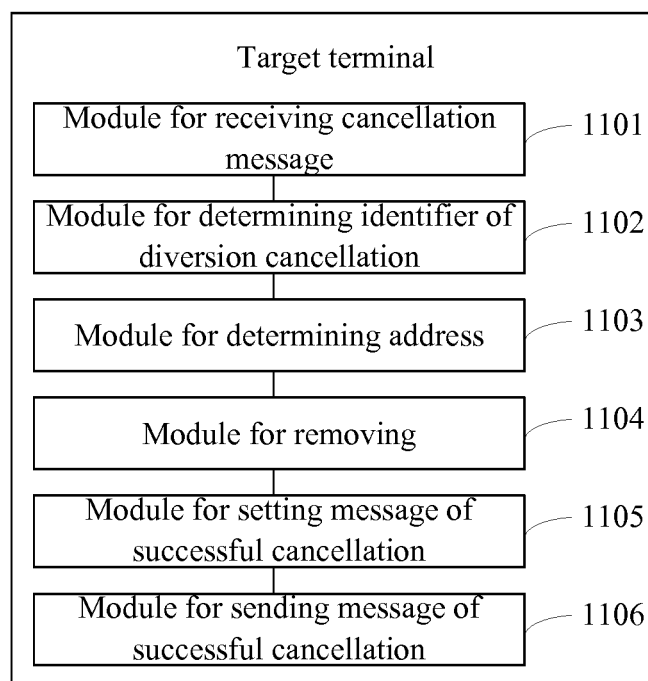 Target terminal
Module for receiving cancellation
message
1101
Module for determining identifier of
diversion cancellation
1102
Module for determining address
1103
Module for removing
1104
Module for setting message of
successful cancellation
1105
Module for sending message of
successful cancellation
1106